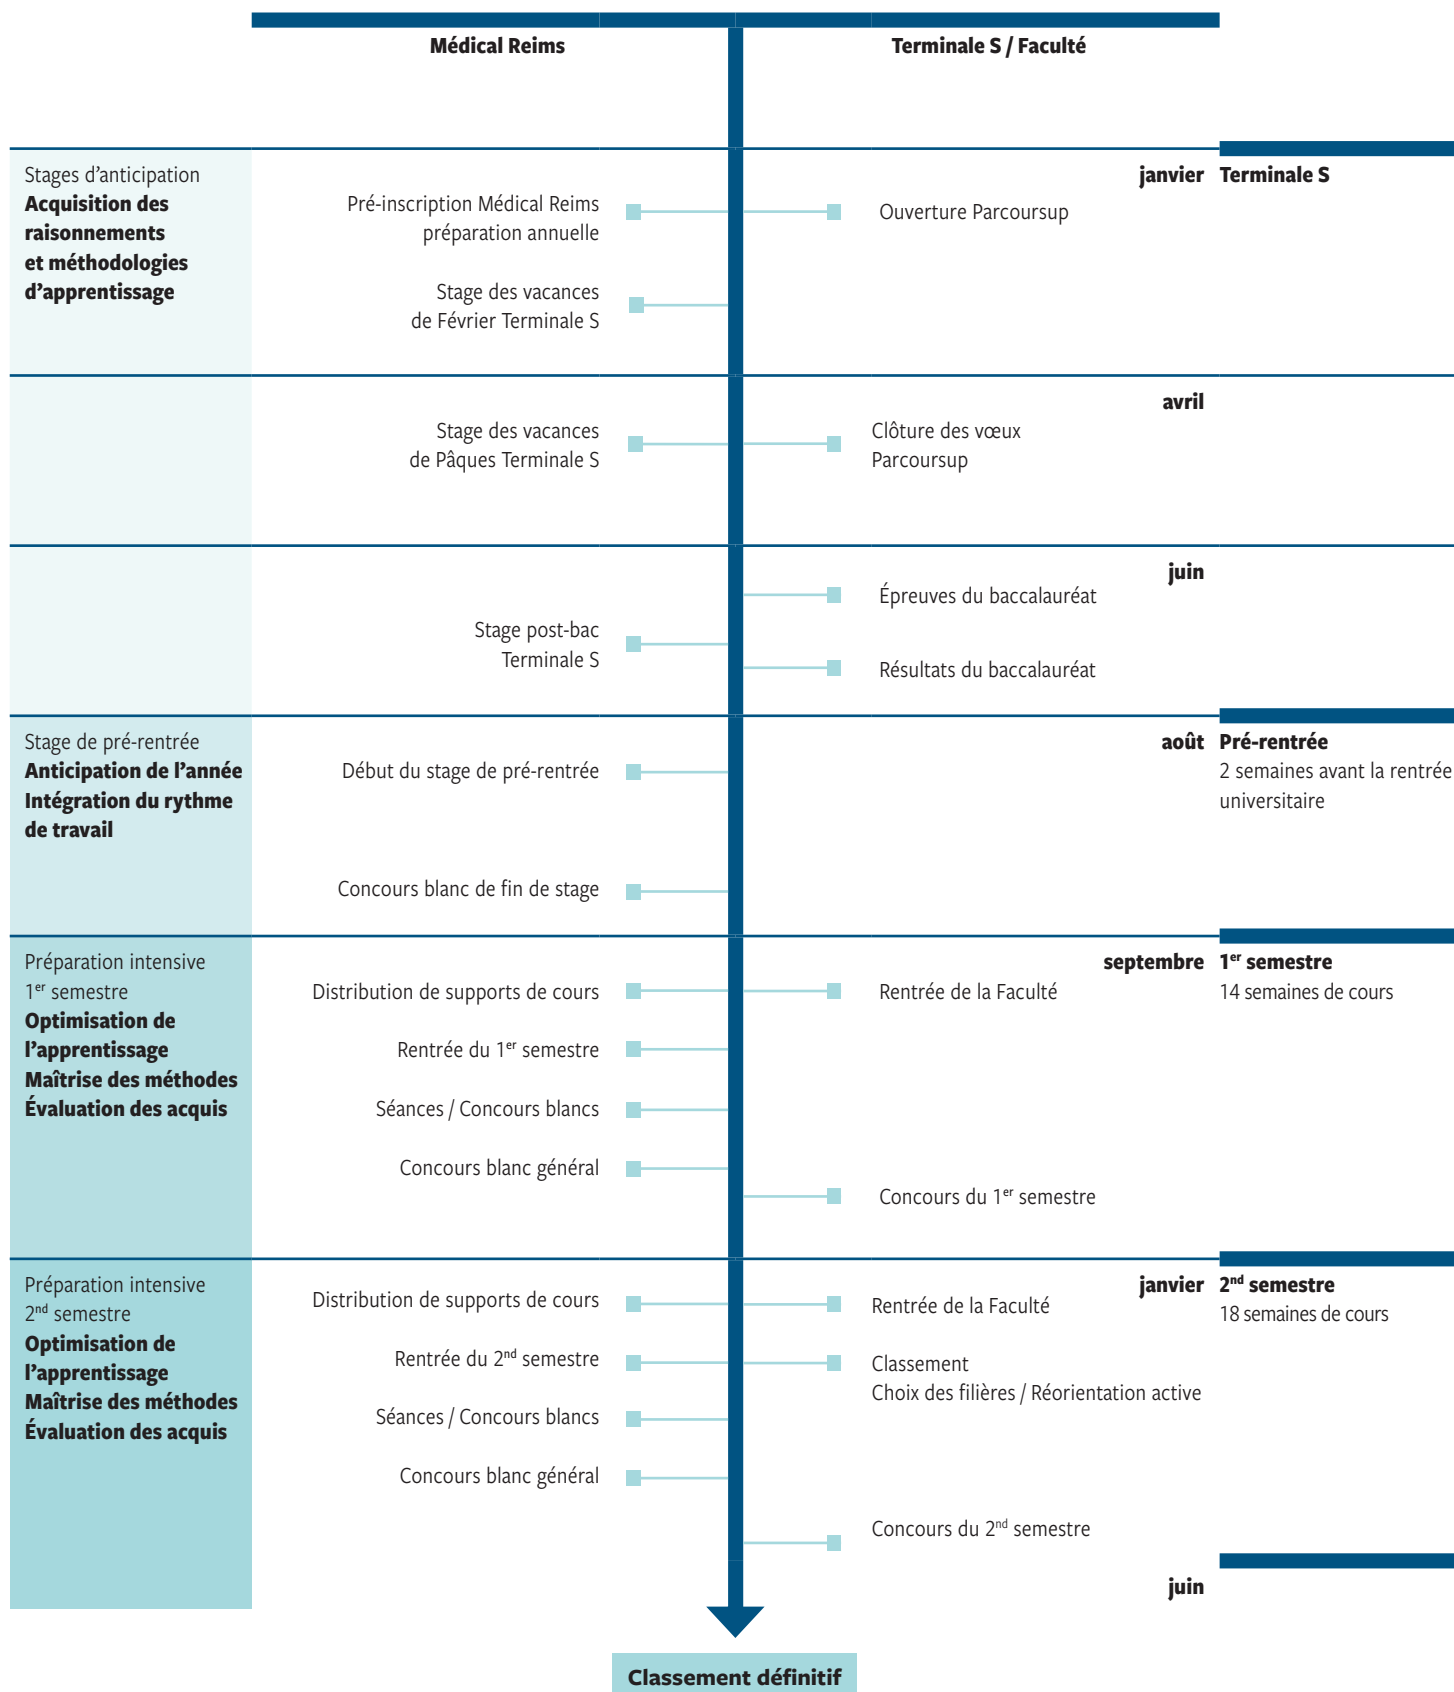 Médical Reims
Terminale S / Faculté
Stages d’anticipation
Acquisition des
raisonnements
et méthodologies
d’apprentissage
Pré-inscription Médical Reims
préparation annuelle
Stage des vacances
de Février Terminale S
Ouverture Parcoursup
janvier
Terminale S
Stage des vacances
de Pâques Terminale S
Clôture des vœux
Parcoursup
avril
Stage post-bac
Terminale S
Épreuves du baccalauréat
Résultats du baccalauréat
juin
Stage de pré-rentrée
Anticipation de l’année
Intégration du rythme
de travail
Début du stage de pré-rentrée
Concours blanc de fin de stage
août
Pré-rentrée
2 semaines avant la rentrée
universitaire
Préparation intensive
1er semestre
Optimisation de
l’apprentissage
Maîtrise des méthodes
Évaluation des acquis
Distribution de supports de cours
Rentrée du 1er semestre
Séances / Concours blancs
Concours blanc général
Rentrée de la Faculté
Concours du 1er semestre
septembre
1er semestre
14 semaines de cours
Préparation intensive
2nd semestre
Optimisation de
l’apprentissage
Maîtrise des méthodes
Évaluation des acquis
Distribution de supports de cours
Rentrée du 2nd semestre
Séances / Concours blancs
Concours blanc général
Rentrée de la Faculté
Classement
Choix des filières / Réorientation active
Concours du 2nd semestre
janvier
2nd semestre
18 semaines de cours
juin
Classement définitif